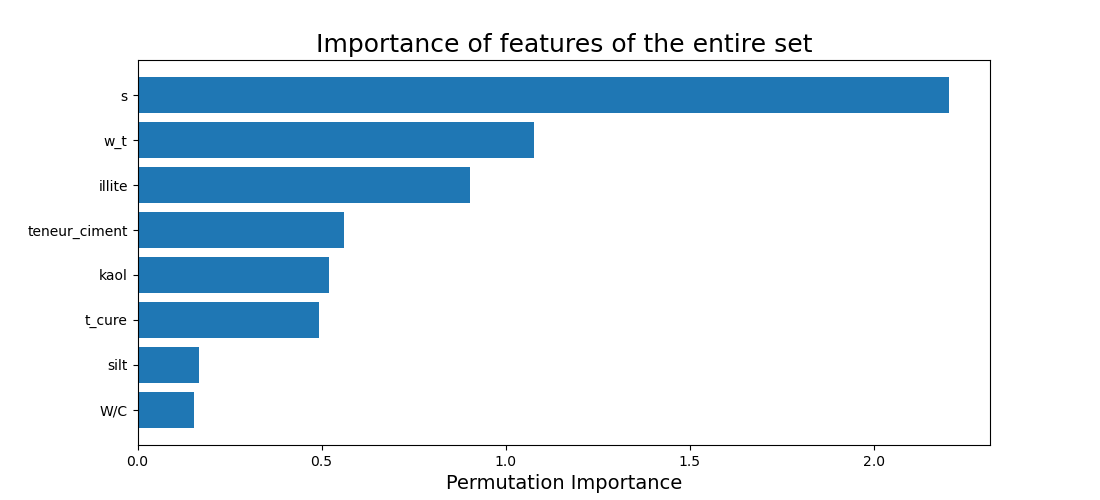 Importance of features of the entire set
s
w_t
illite
teneur_ciment
kaol
t_cure
silt
W/C
0.0 0.5 1.0 1.5 2.0
Permutation Importance